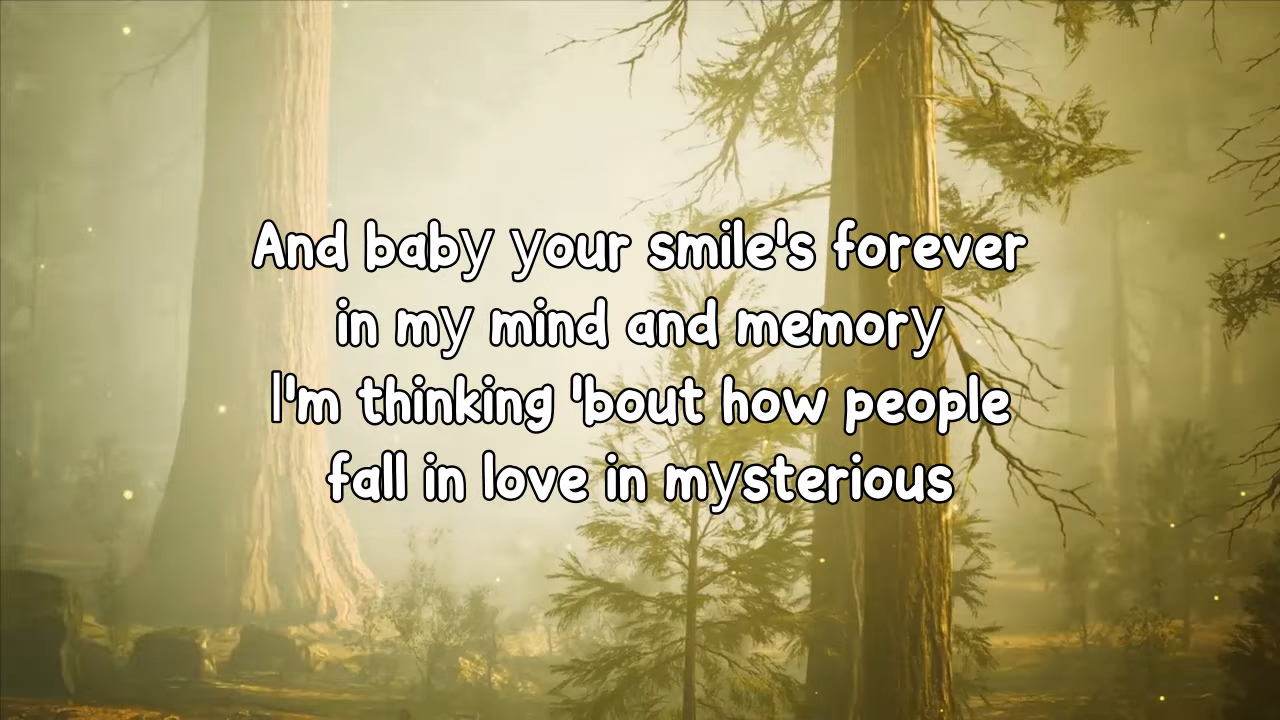 And baby your smile's forever
in my mind and memory
I'm thinking 'bout how people
fall in love in mysterious